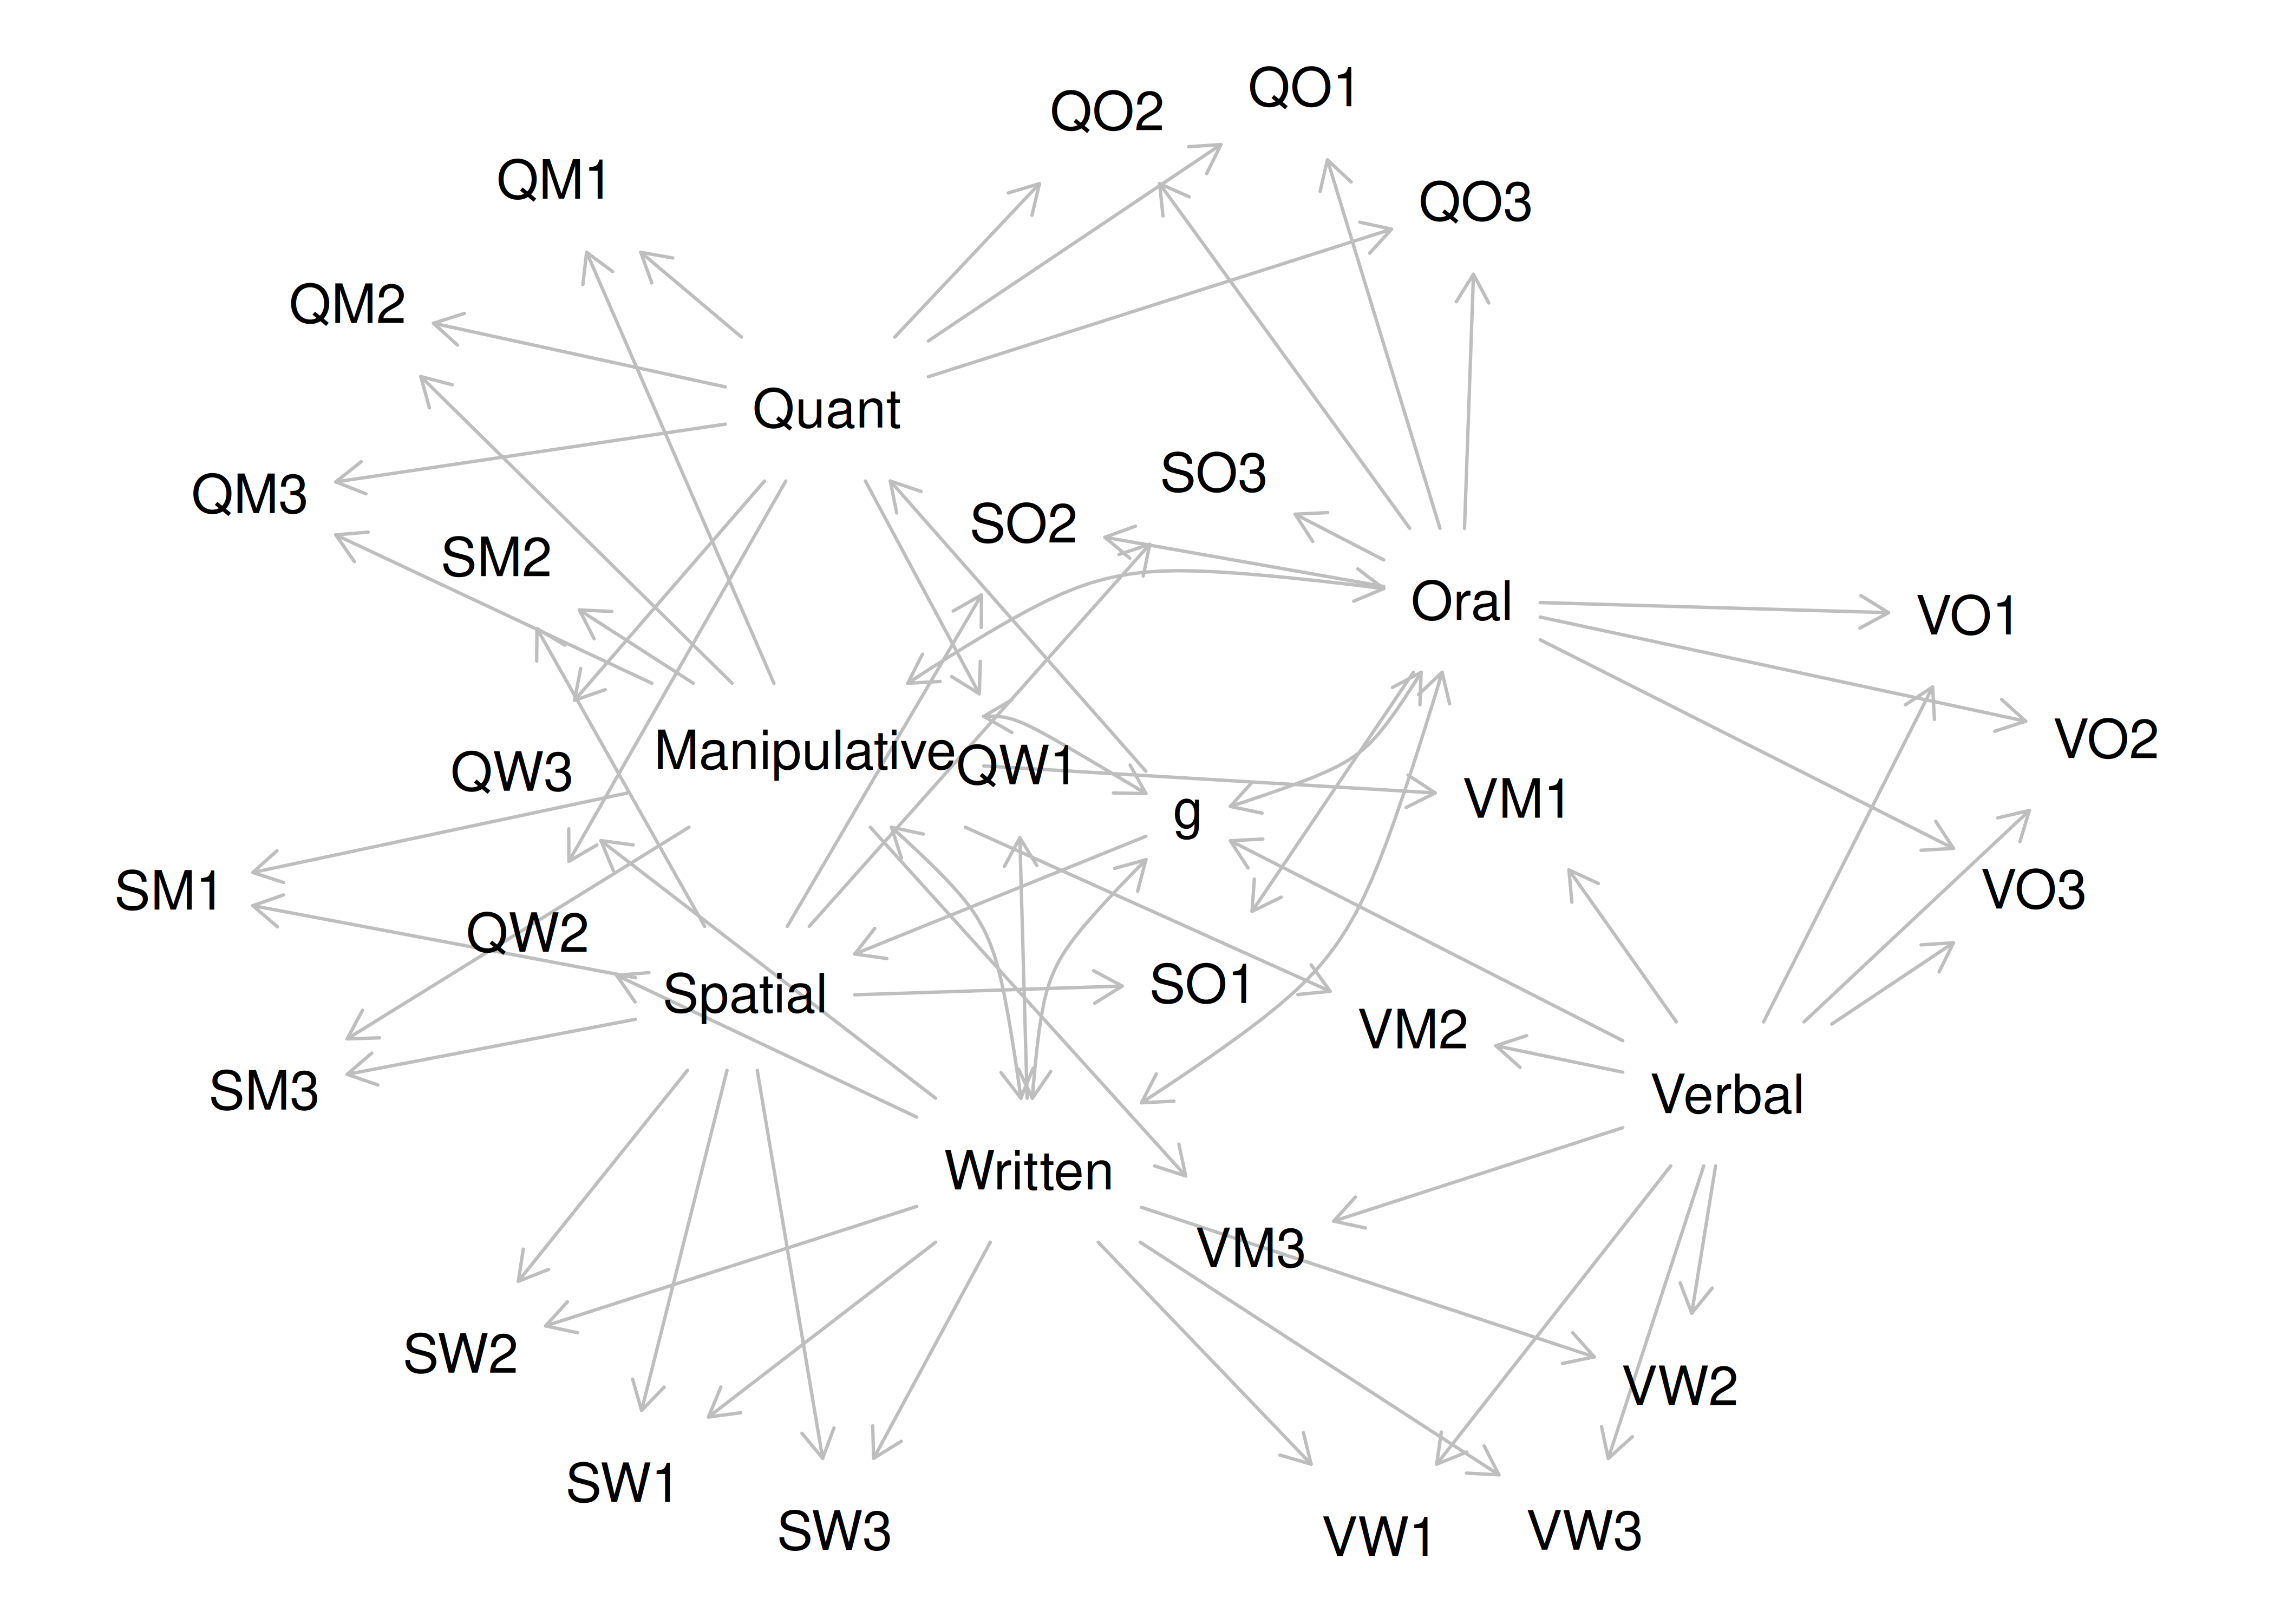 QO1
QO2
QM1
QO3
QM2
Quant
SO3
QM3
SO2
SM2
Oral
VO1
VO2
Manipulative
QW1
QW3
VM1
g
SM1
VO3
QW2
SO1
Spatial
VM2
SM3
Verbal
Written
VM3
SW2
VW2
SW1
SW3
VW1
VW3